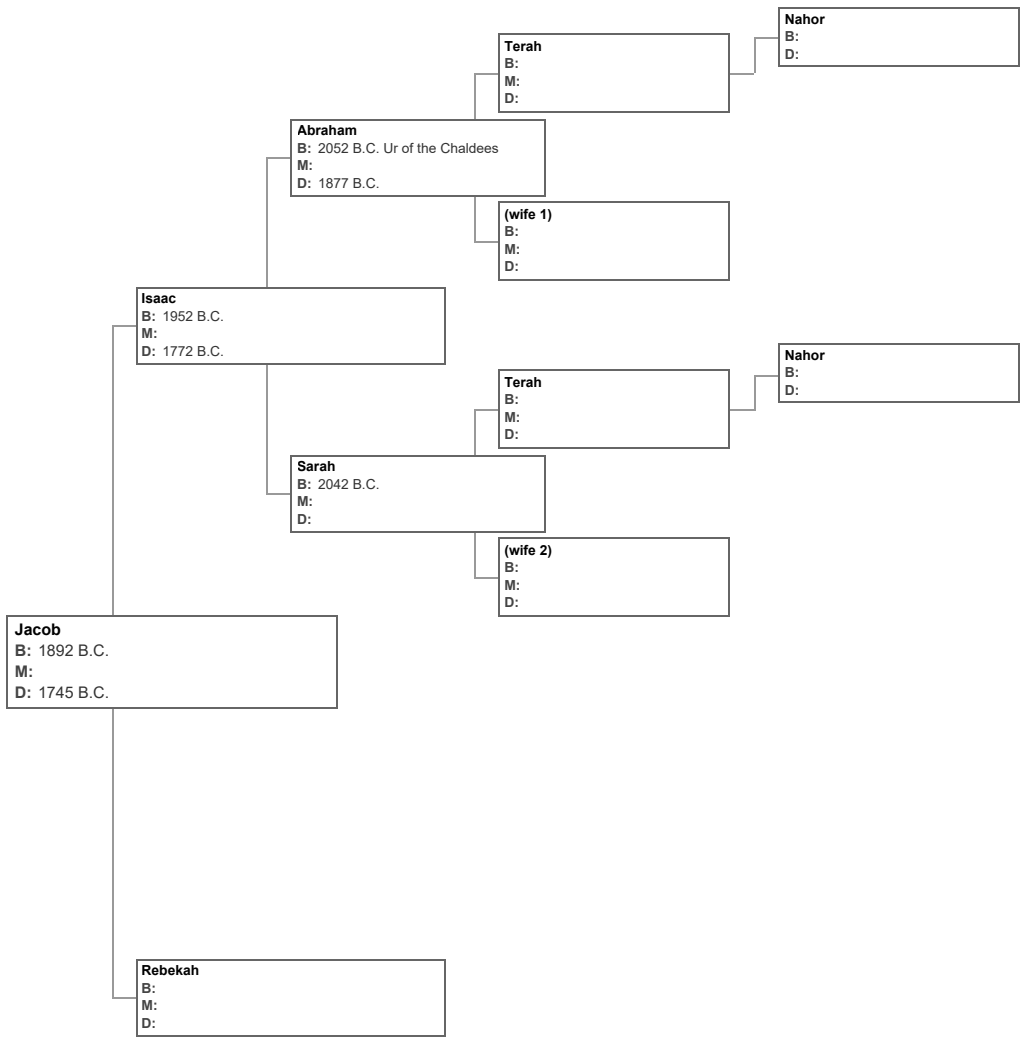 Nahor
B:
D:
Terah
B:
M:
D:
Abraham
B: 2052 B.C. Ur of the Chaldees
M:
D: 1877 B.C.
(wife 1)
B:
M:
D:
Isaac
B: 1952 B.C.
M:
D: 1772 B.C.
Nahor
B:
D:
Terah
B:
M:
D:
Sarah
B: 2042 B.C.
M:
D:
(wife 2)
B:
M:
D:
Jacob
B: 1892 B.C.
M:
D: 1745 B.C.
Rebekah
B:
M:
D: